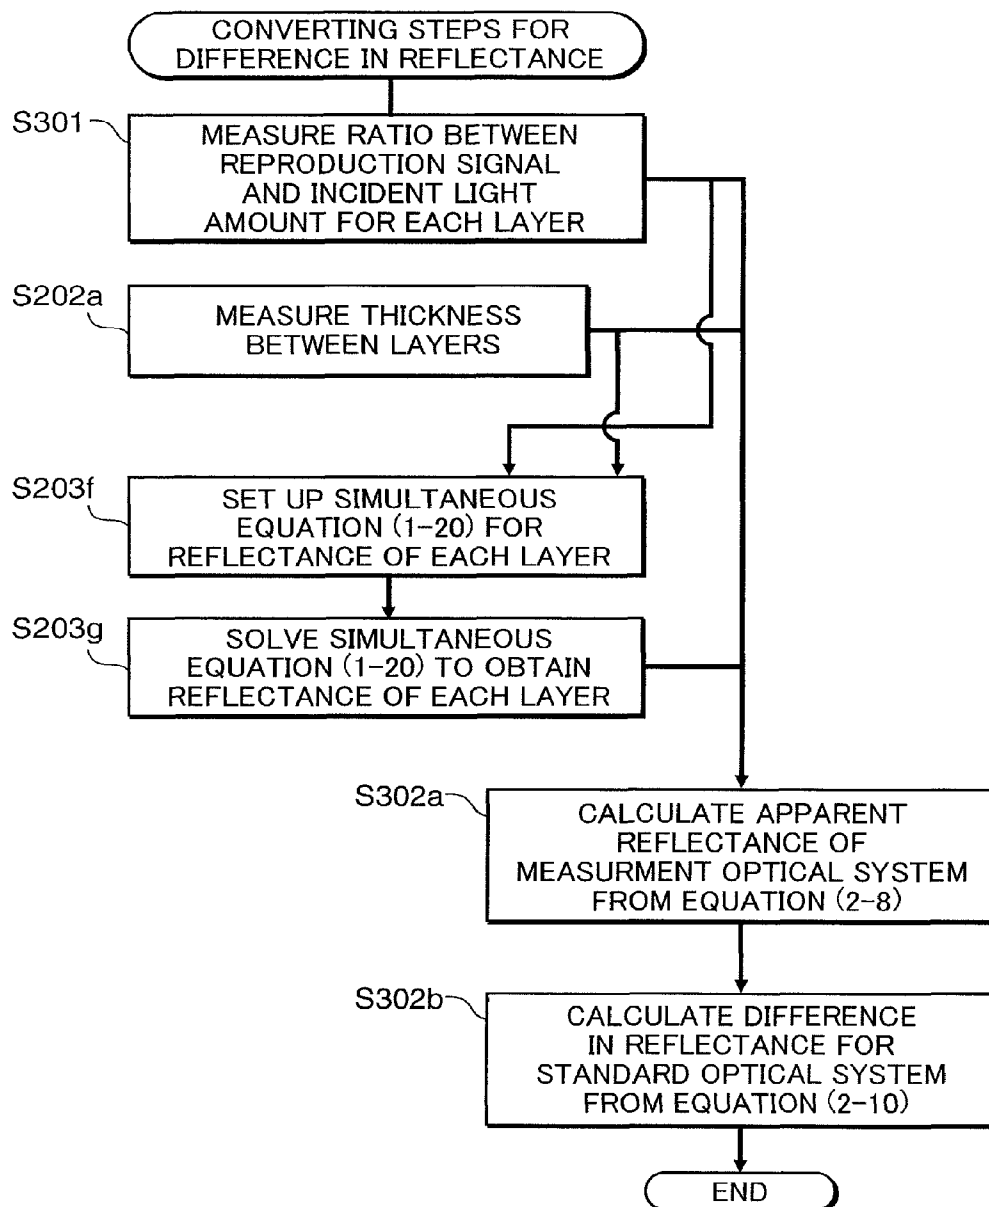 CONVERTING STEPS FOR
DIFFERENCE IN REFLECTANCE
S301
MEASURE RATIO BETWEEN
REPRODUCTION SIGNAL
AND INCIDENT LIGHT
AMOUNT FOR EACH LAYER
S202a
MEASURE THICKNESS
BETWEEN LAYERS
S203f
SET UP SIMULTANEOUS
EQUATION (1-20) FOR
REFLECTANCE OF EACH LAYER
S203g
SOLVE SIMULTANEOUS
EQUATION (1-20) TO OBTAIN
REFLECTANCE OF EACH LAYER
S302a
CALCULATE APPARENT
REFLECTANCE OF
MEASURMENT OPTICAL SYSTEM
FROM EQUATION (2-8)
S302b
CALCULATE DIFFERENCE
IN REFLECTANCE FOR
STANDARD OPTICAL SYSTEM
FROM EQUATION (2-10)
END